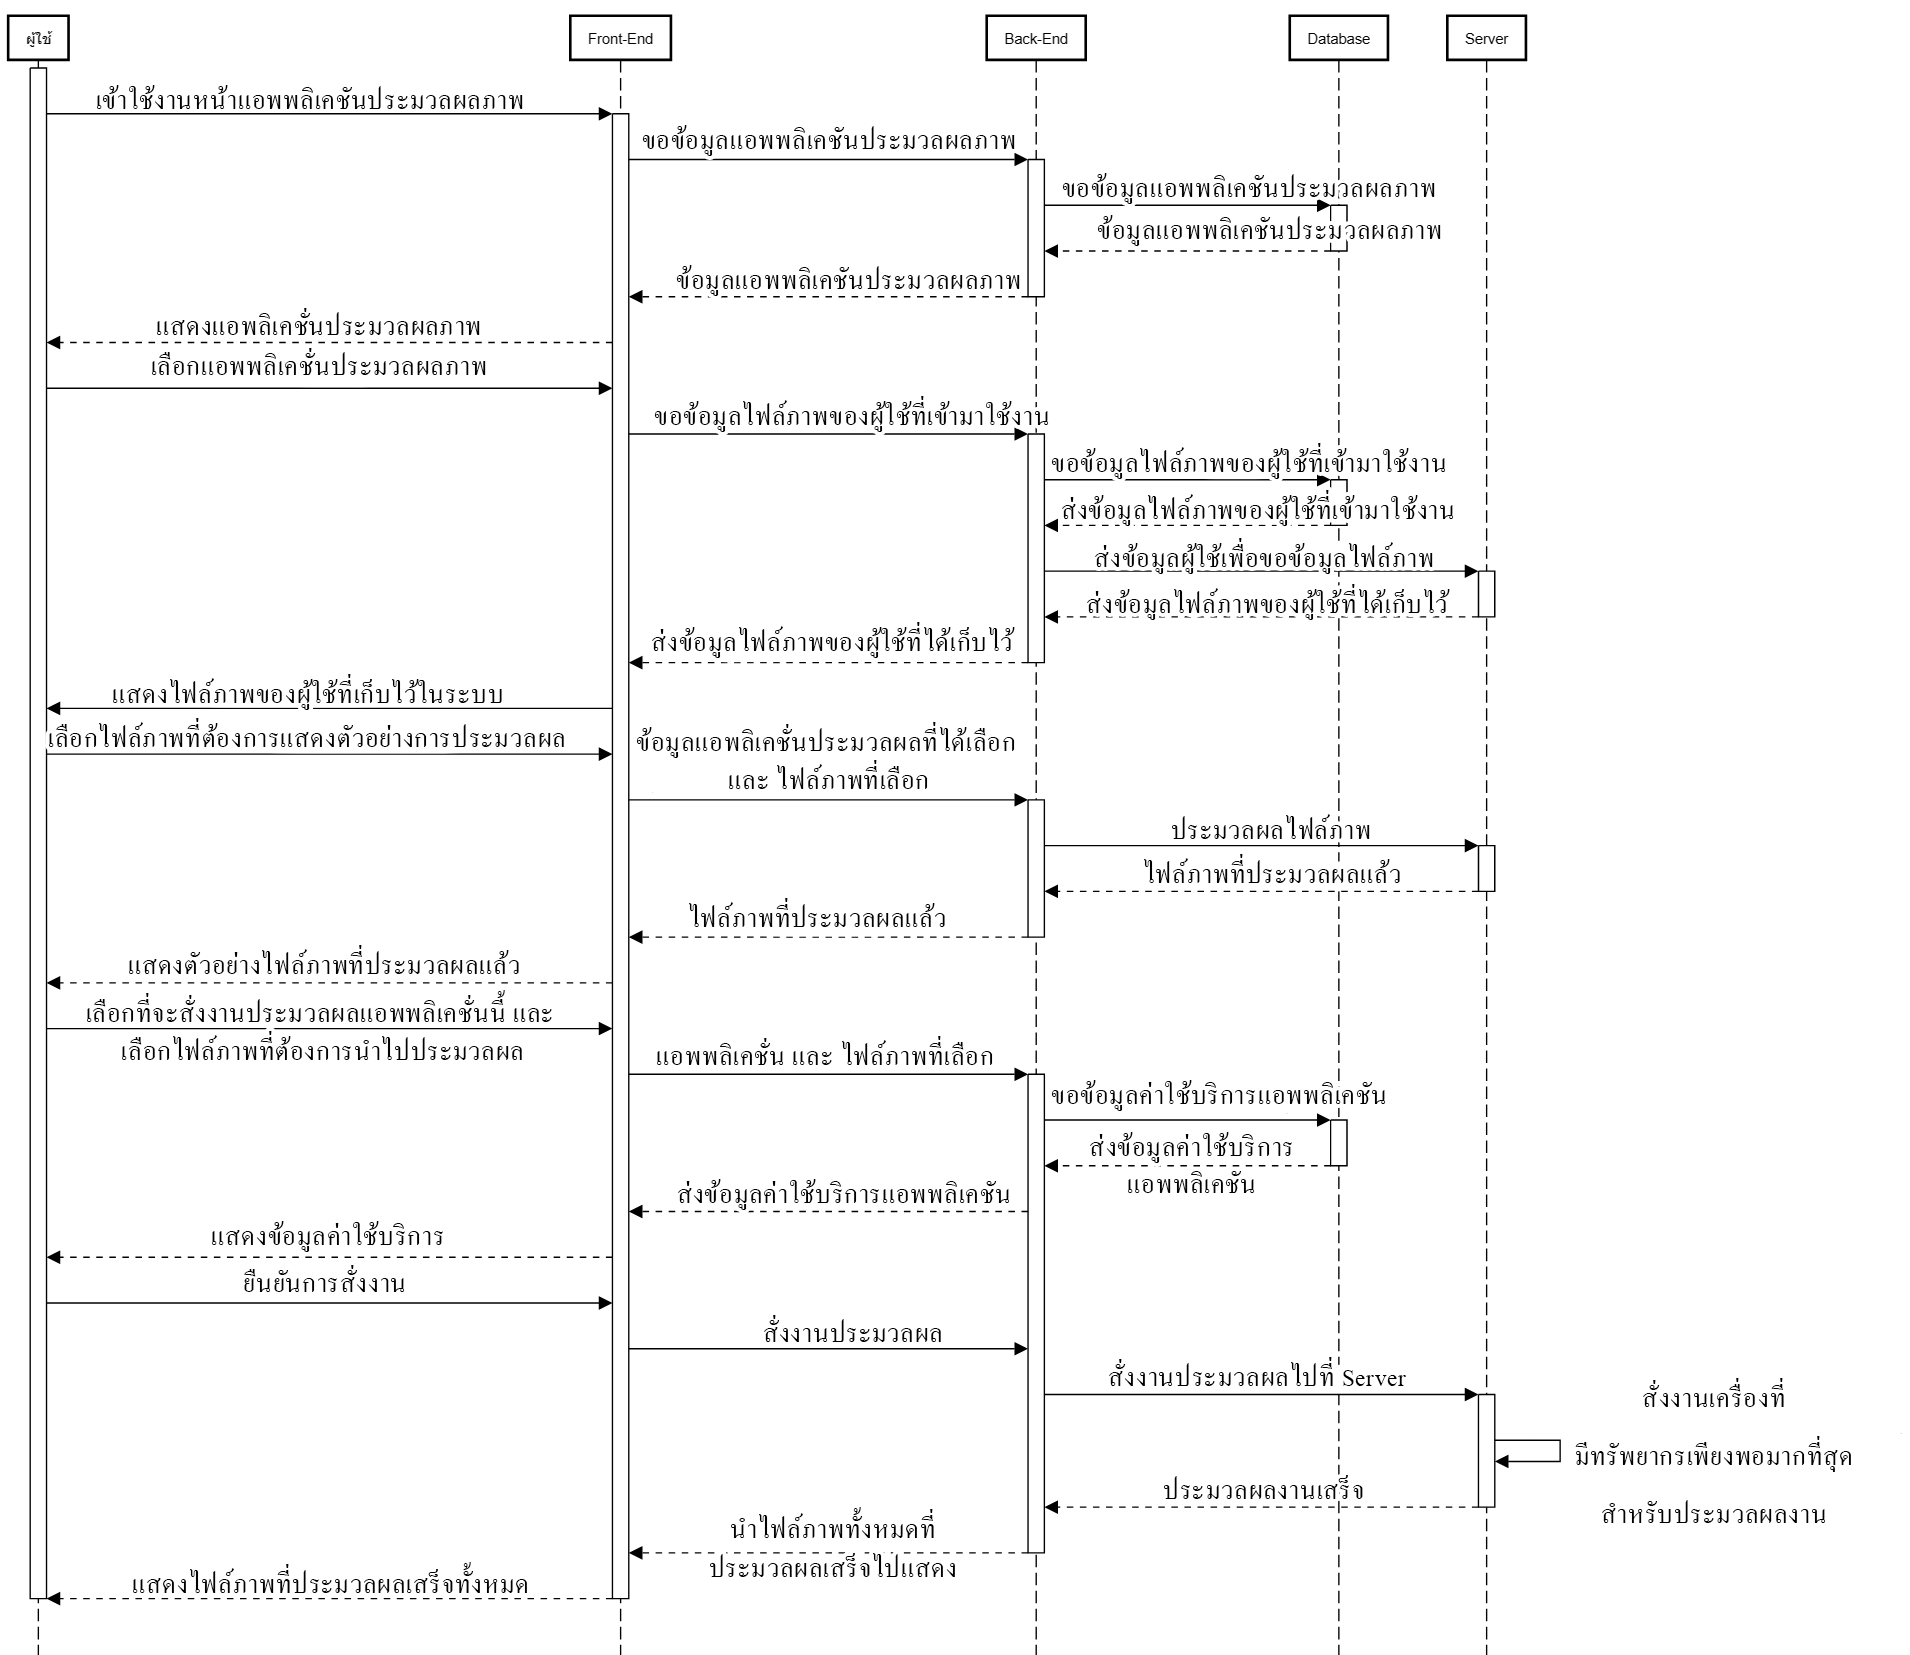 ผู้ใช้
Front-End
Back-End
Database
Server
เข้าใช้งานหน้าแอพพลิเคชันประมวลผลภาพ
ขอข้อมูลแอพพลิเคชันประมวลผลภาพ
ขอข้อมูลแอพพลิเคชันประมวลผลภาพ
ข้อมูลแอพพลิเคชันประมวลผลภาพ
ข้อมูลแอพพลิเคชันประมวลผลภาพ
แสดงแอพลิเคชั่นประมวลผลภาพ
เลือกแอพพลิเคชั่นประมวลผลภาพ
ขอข้อมูลไฟล์ภาพของผู้ใช้ที่เข้ามาใช้งาน
ขอข้อมูลไฟล์ภาพของผู้ใช้ที่เข้ามาใช้งาน
ส่งข้อมูลไฟล์ภาพของผู้ใช้ที่เข้ามาใช้งาน
ส่งข้อมูลผู้ใช้เพื่อขอข้อมูลไฟล์ภาพ
ส่งข้อมูลไฟล์ภาพของผู้ใช้ที่ได้เก็บไว้
ส่งข้อมูลไฟล์ภาพของผู้ใช้ที่ได้เก็บไว้
แสดงไฟล์ภาพของผู้ใช้ที่เก็บไว้ในระบบ
เลือกไฟล์ภาพที่ต้องการแสดงตัวอย่างการประมวลผล
ข้อมูลแอพลิเคชั่นประมวลผลที่ได้เลือก
และ ไฟล์ภาพที่เลือก
ประมวลผลไฟล์ภาพ
ไฟล์ภาพที่ประมวลผลแล้ว
ไฟล์ภาพที่ประมวลผลแล้ว
แสดงตัวอย่างไฟล์ภาพที่ประมวลผลแล้ว
เลือกที่จะสั่งงานประมวลผลแอพพลิเคชั่นนี้ และ
เลือกไฟล์ภาพที่ต้องการนำไปประมวลผล
แอพพลิเคชั่น และ ไฟล์ภาพที่เลือก
ขอข้อมูลค่าใช้บริการแอพพลิเคชัน
ส่งข้อมูลค่าใช้บริการ
แอพพลิเคชัน
ส่งข้อมูลค่าใช้บริการแอพพลิเคชัน
แสดงข้อมูลค่าใช้บริการ
ยืนยันการสั่งงาน
สั่งงานประมวลผล
สั่งงานประมวลผลไปที่ Server
สั่งงานเครื่องที่
มีทรัพยากรเพียงพอมากที่สุด
สำหรับประมวลผลงาน
ประมวลผลงานเสร็จ
นำไฟล์ภาพทั้งหมดที่
ประมวลผลเสร็จไปแสดง
แสดงไฟล์ภาพที่ประมวลผลเสร็จทั้งหมด